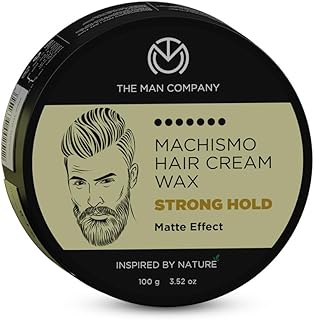 THE MAN COMPANY
MACHISMO
HAIR CREAM
WAX
STRONG HOLD
Matte Effect
INSPIRED BY NATURE
100 g 3.52 oz